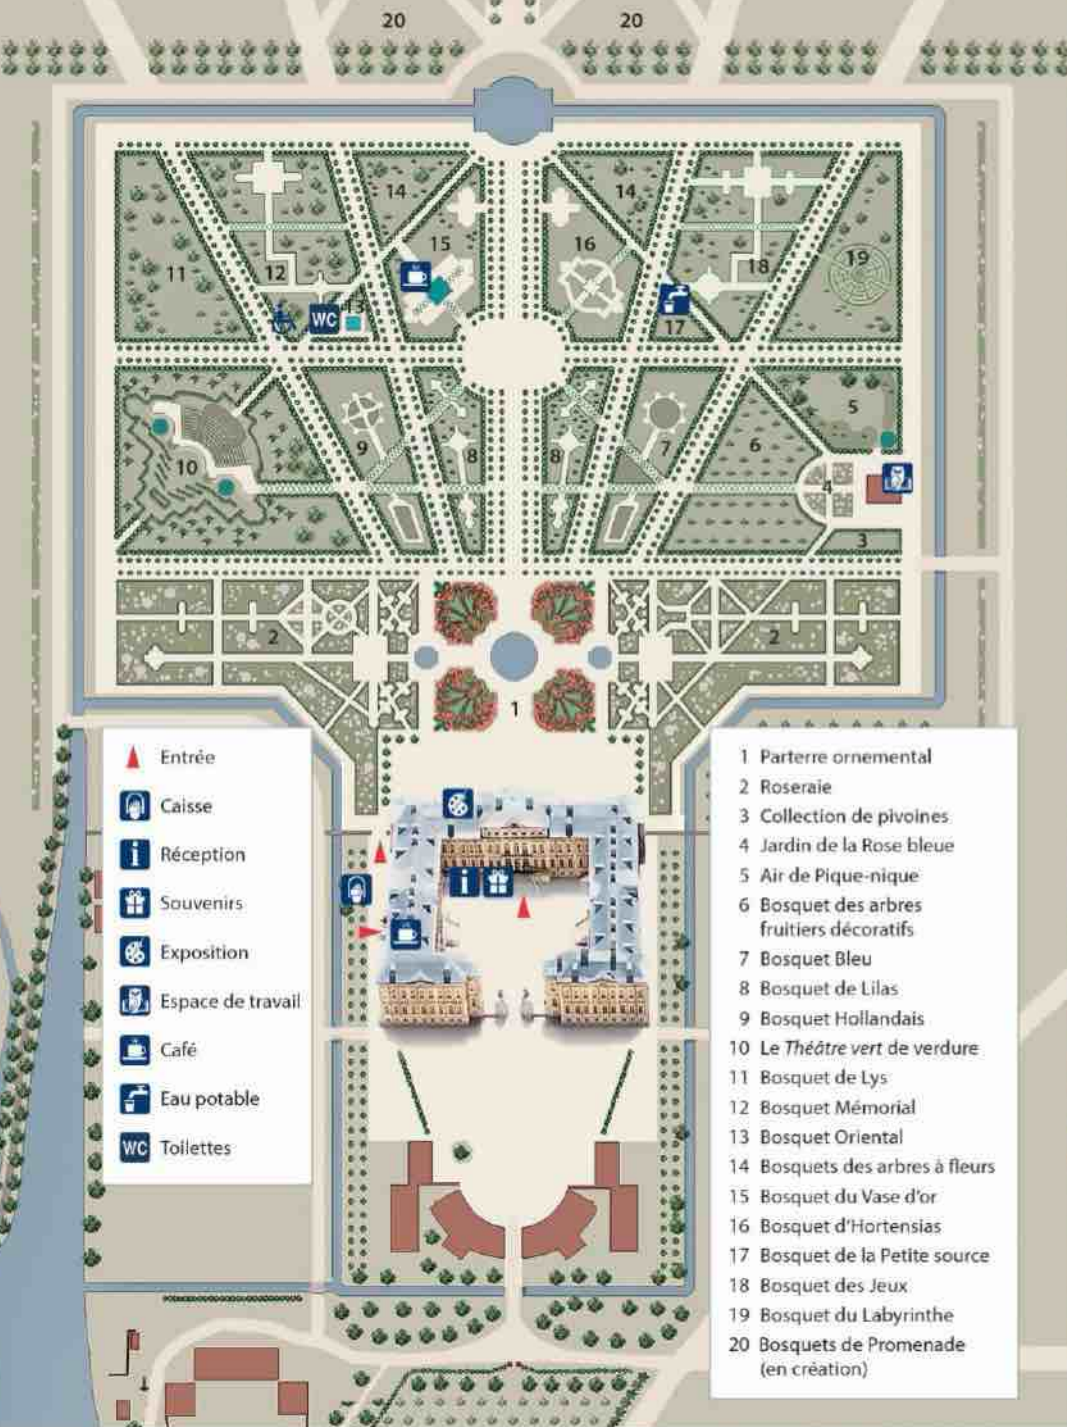 20
20
14
14
15
16
11
12
18
19
WC
13
17
5
9
8
8
7
6
10
4
3
2
2
1
i
Entrée
Caisse
i Réception
Souvenirs
Exposition
Espace de travail
Café
Eau potable
WC Toilettes
1 Parterre ornemental
2 Roseraie
3 Collection de pivoines
4 Jardin de la Rose bleue
5 Air de Pique-nique
6 Bosquet des arbres
fruitiers décoratifs
7 Bosquet Bleu
8 Bosquet de Lilas
9 Bosquet Hollandais
10 Le Théâtre vert de verdure
11 Bosquet de Lys
12 Bosquet Mémorial
13 Bosquet Oriental
14 Bosquets des arbres à fleurs
15 Bosquet du Vase d'or
16 Bosquet d'Hortensias
17 Bosquet de la Petite source
18 Bosquet des Jeux
19 Bosquet du Labyrinthe
20 Bosquets de Promenade
(en création)